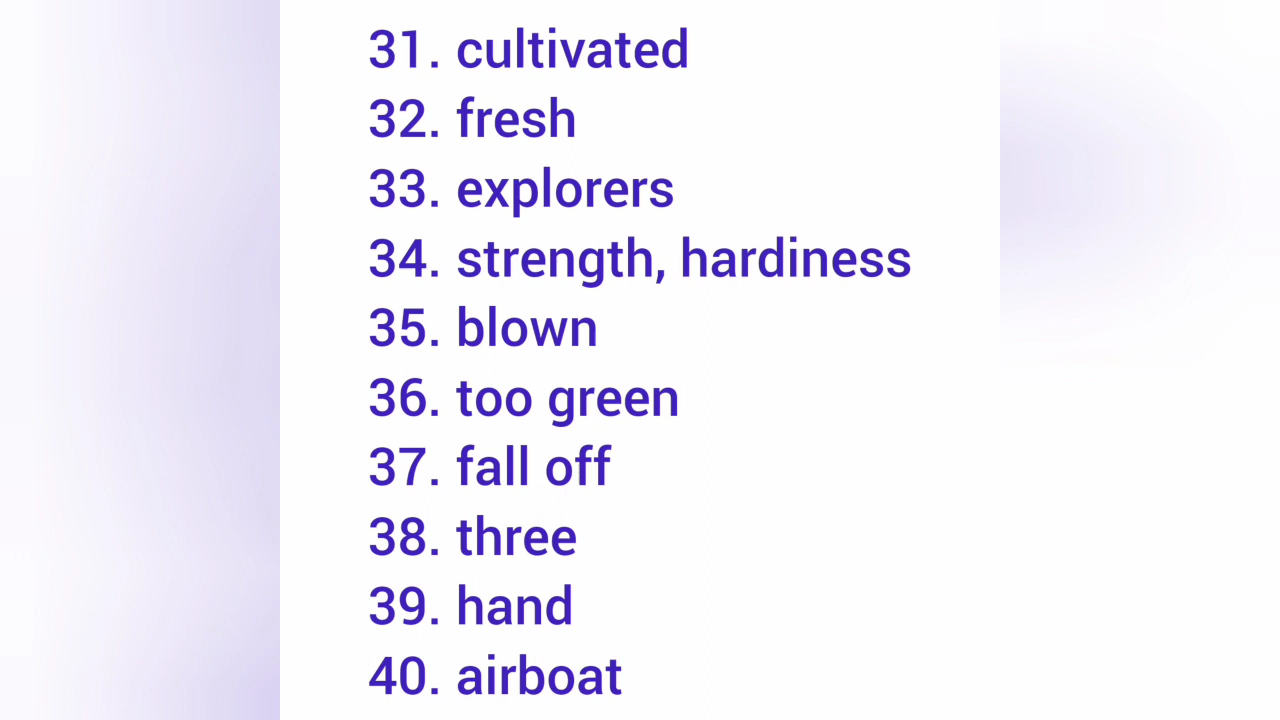 31. cultivated
32. fresh
33. explorers
34. strength, hardiness
35. blown
36. too green
37. fall off
38. three
39. hand
40. airboat